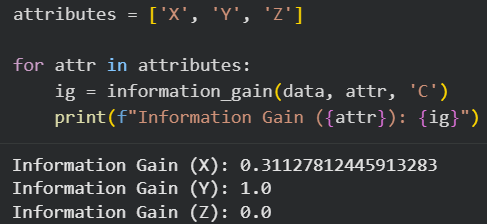 attributes = ['X', 'Y', 'Z']
for attr in attributes:
    ig = information_gain(data, attr, 'C')
    print(f"Information Gain ({attr}): {ig}")
Information Gain (X): 0.31127812445913283
Information Gain (Y): 1.0
Information Gain (Z): 0.0